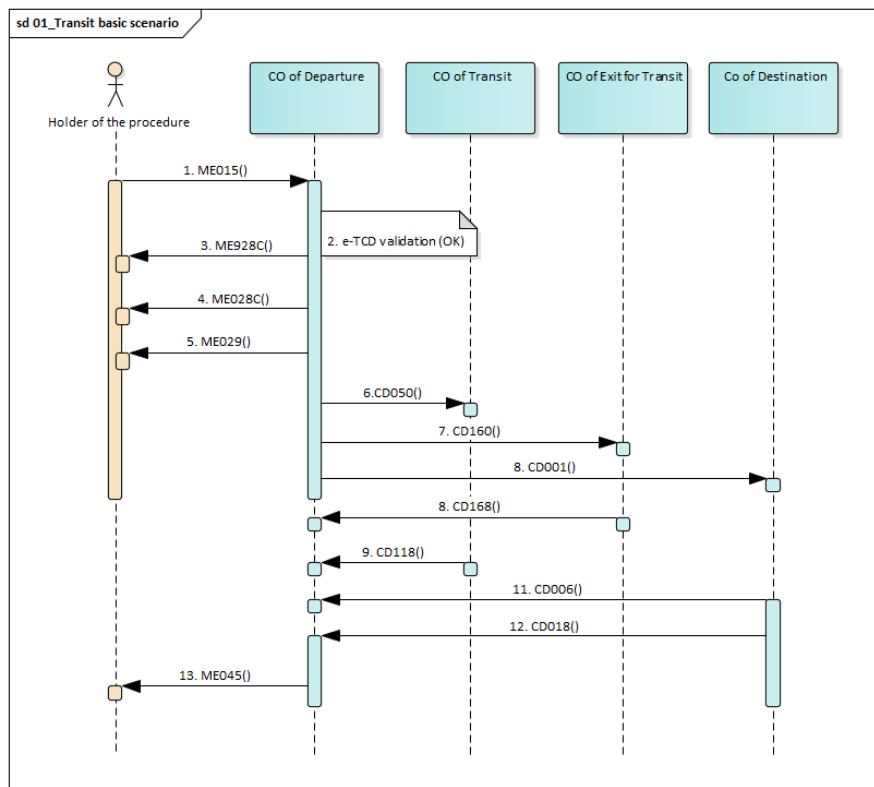 sd 01_Transit basic scenario
CO of Departure
CO of Transit
CO of Exit for Transit
Co of Destination
Holder of the procedure
1. ME015()
2. e-TCD validation (OK)
3. ME928C()
4. ME028C()
5. ME029()
6.CD050()
7. CD160()
8. CD001()
8. CD168()
9. CD118()
11. CD006()
12. CD018()
13. ME045()